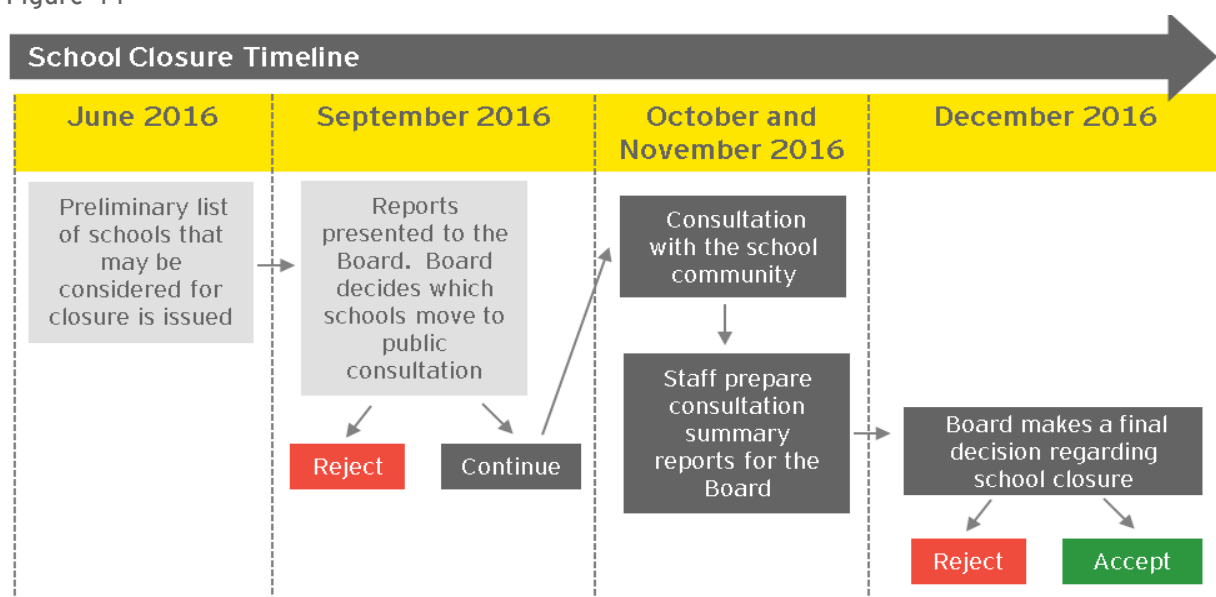 School Closure Timeline
June 2016
September 2016
October and
November 2016
December 2016
Preliminary list
of schools that
may be
considered for
closure is issued
Reports
presented to the
Board. Board
decides which
schools move to
public
consultation
Reject
Continue
Consultation
with the school
community
Staff prepare
consultation
summary
reports for the
Board
Board makes a final
decision regarding
school closure
Reject
Accept